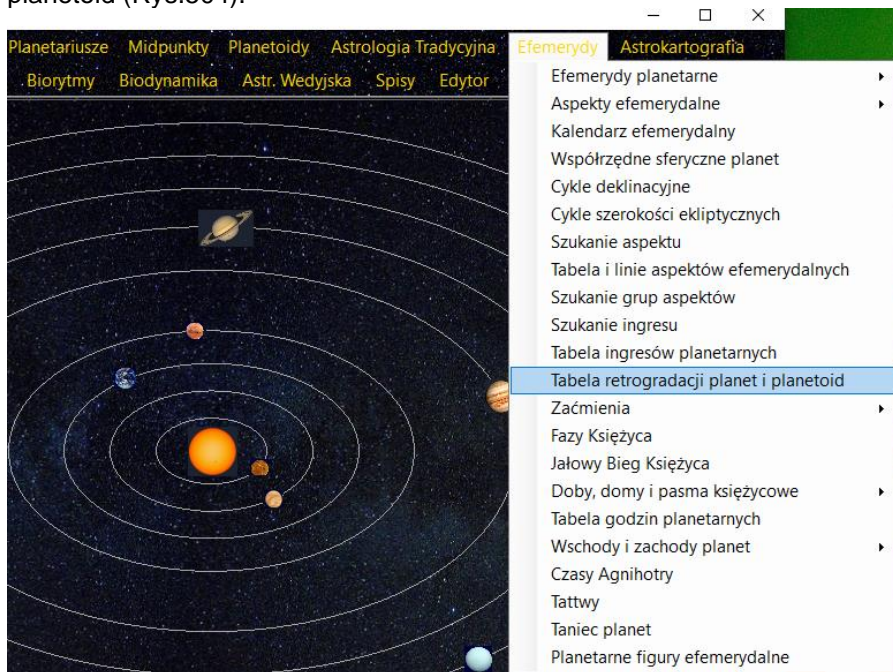 planetoid (Rys.304).
Planetariusze Midpunkty Planetoidy Astrologia Tradycyjna Efemerydy Astrokartografia
Biorytmy Biodynamika Astr. Wedyjska Spisy Edytor
Efemerydy planetarne
Aspekty efemerydalne
Kalendarz efemerydalny
Współrzędne sferyczne planet
Cykle deklinacyjne
Cykle szerokości ekliptycznych
Szukanie aspektu
Tabela i linie aspektów efemerydalnych
Szukanie grup aspektów
Szukanie ingresu
Tabela ingresów planetarnych
Tabela retrogradacji planet i planetoid
Zaćmienia
Fazy Księżyca
Jałowy Bieg Księżyca
Doby, domy i pasma księżycowe
Tabela godzin planetarnych
Wschody i zachody planet
Czasy Agnihotry
Tattwy
Taniec planet
Planetarne figury efemerydalne